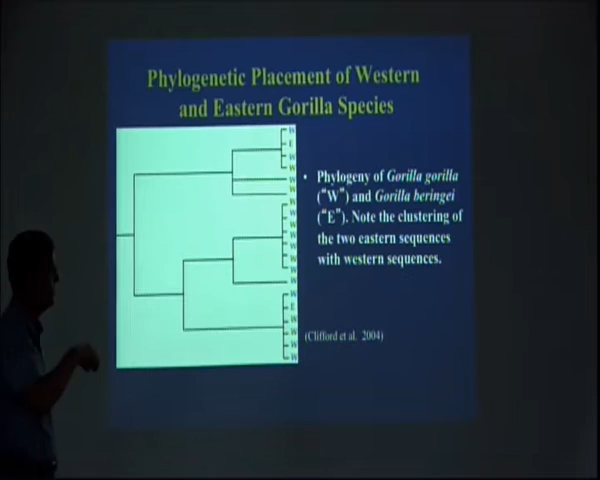 Phylogenetic Placement of Western
and Eastern Gorilla Species
W
E
W
W
W
W
W
W
W
W
W
W
W
W
W
E
W
W
W
W
• Phylogeny of Gorilla gorilla
("W") and Gorilla beringei
("E"). Note the clustering of
the two eastern sequences
with western sequences.
(Clifford et al. 2004)